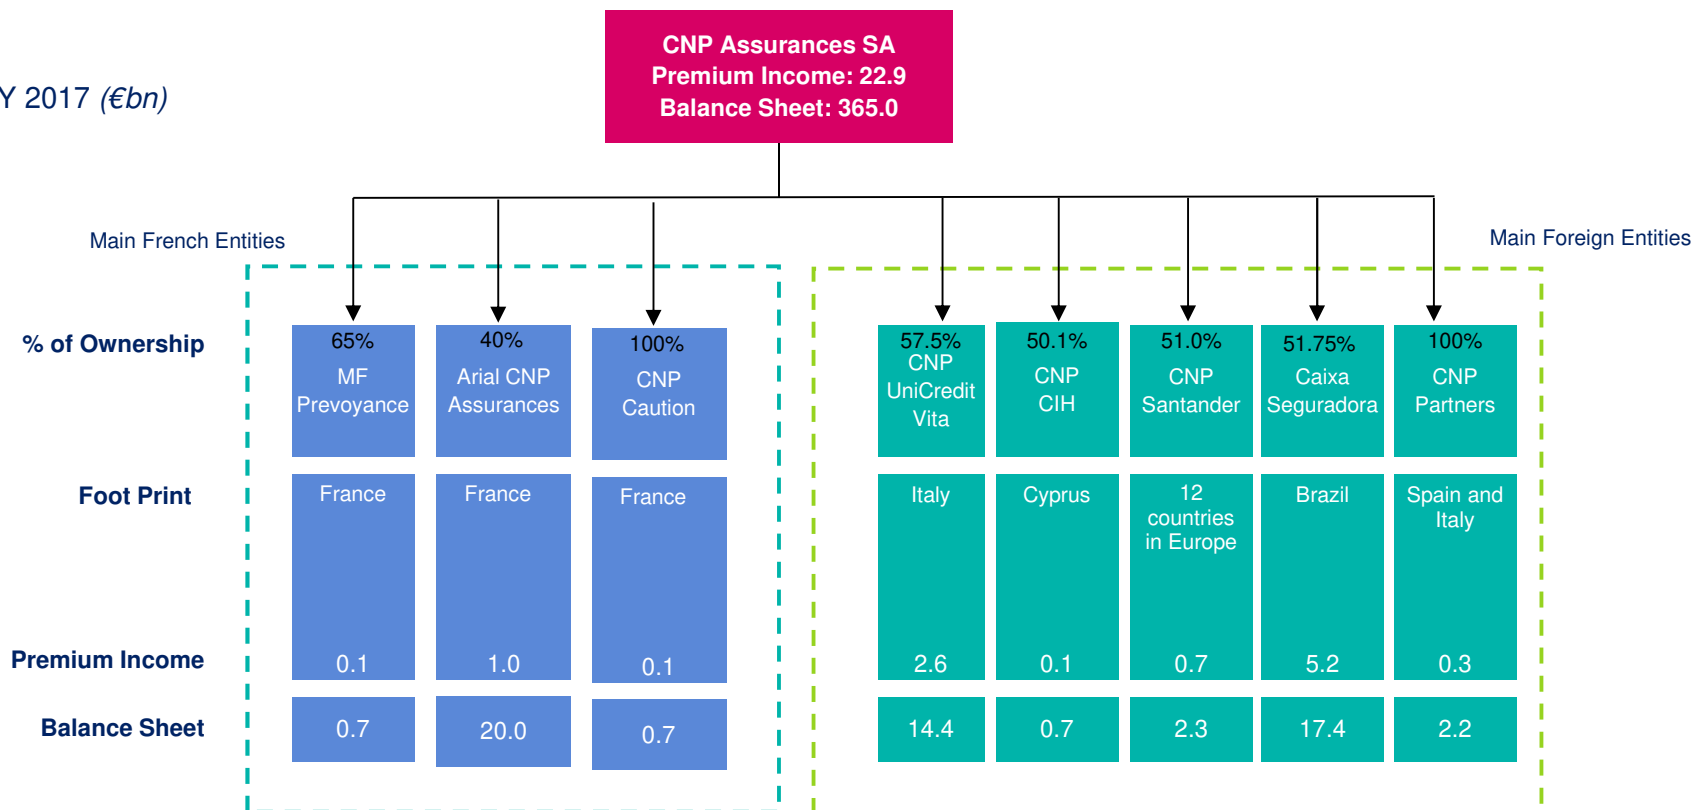 CNP Assurances SA
Premium Income: 22.9
Balance Sheet: 365.0
Y 2017 (€bn)
Main French Entities
Main Foreign Entities
% of Ownership
65%
MF
Prevoyance
40%
Arial CNP
Assurances
100%
CNP
Caution
57.5%
CNP
UniCredit
Vita
50.1%
CNP
CIH
51.0%
CNP
Santander
51.75%
Caixa
Seguradora
100%
CNP
Partners
Foot Print
France
France
France
Italy
Cyprus
12
countries
in Europe
Brazil
Spain and
Italy
Premium Income
0.1
1.0
0.1
2.6
0.1
0.7
5.2
0.3
Balance Sheet
0.7
20.0
0.7
14.4
0.7
2.3
17.4
2.2